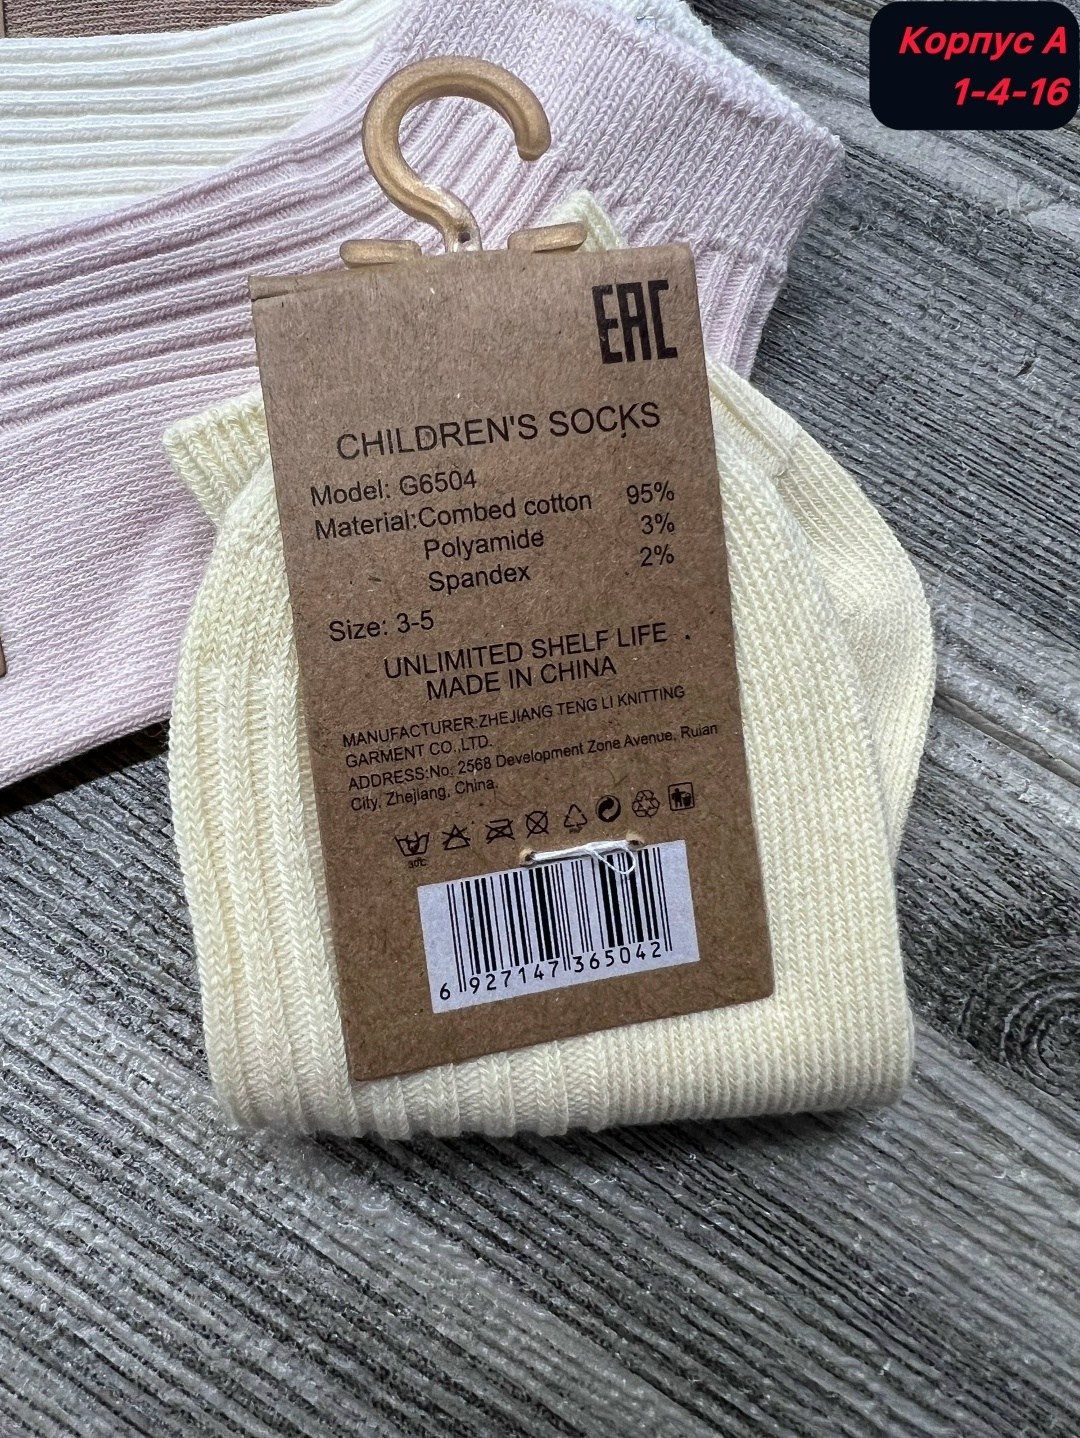 Корпус А
1-4-16
EAC
CHILDREN'S SOCKS
Model: G6504
Material:Combed cotton 95%
Polyamide 3%
Spandex 2%
Size: 3-5
UNLIMITED SHELF LIFE .
MADE IN CHINA
MANUFACTURER:ZHEJIANG TENG LI KNITTING
GARMENT CO.,LTD.
ADDRESS:No. 2568 Development Zone Avenue, Ruian
City, Zhejiang, China.
30°C
6 927147 365042